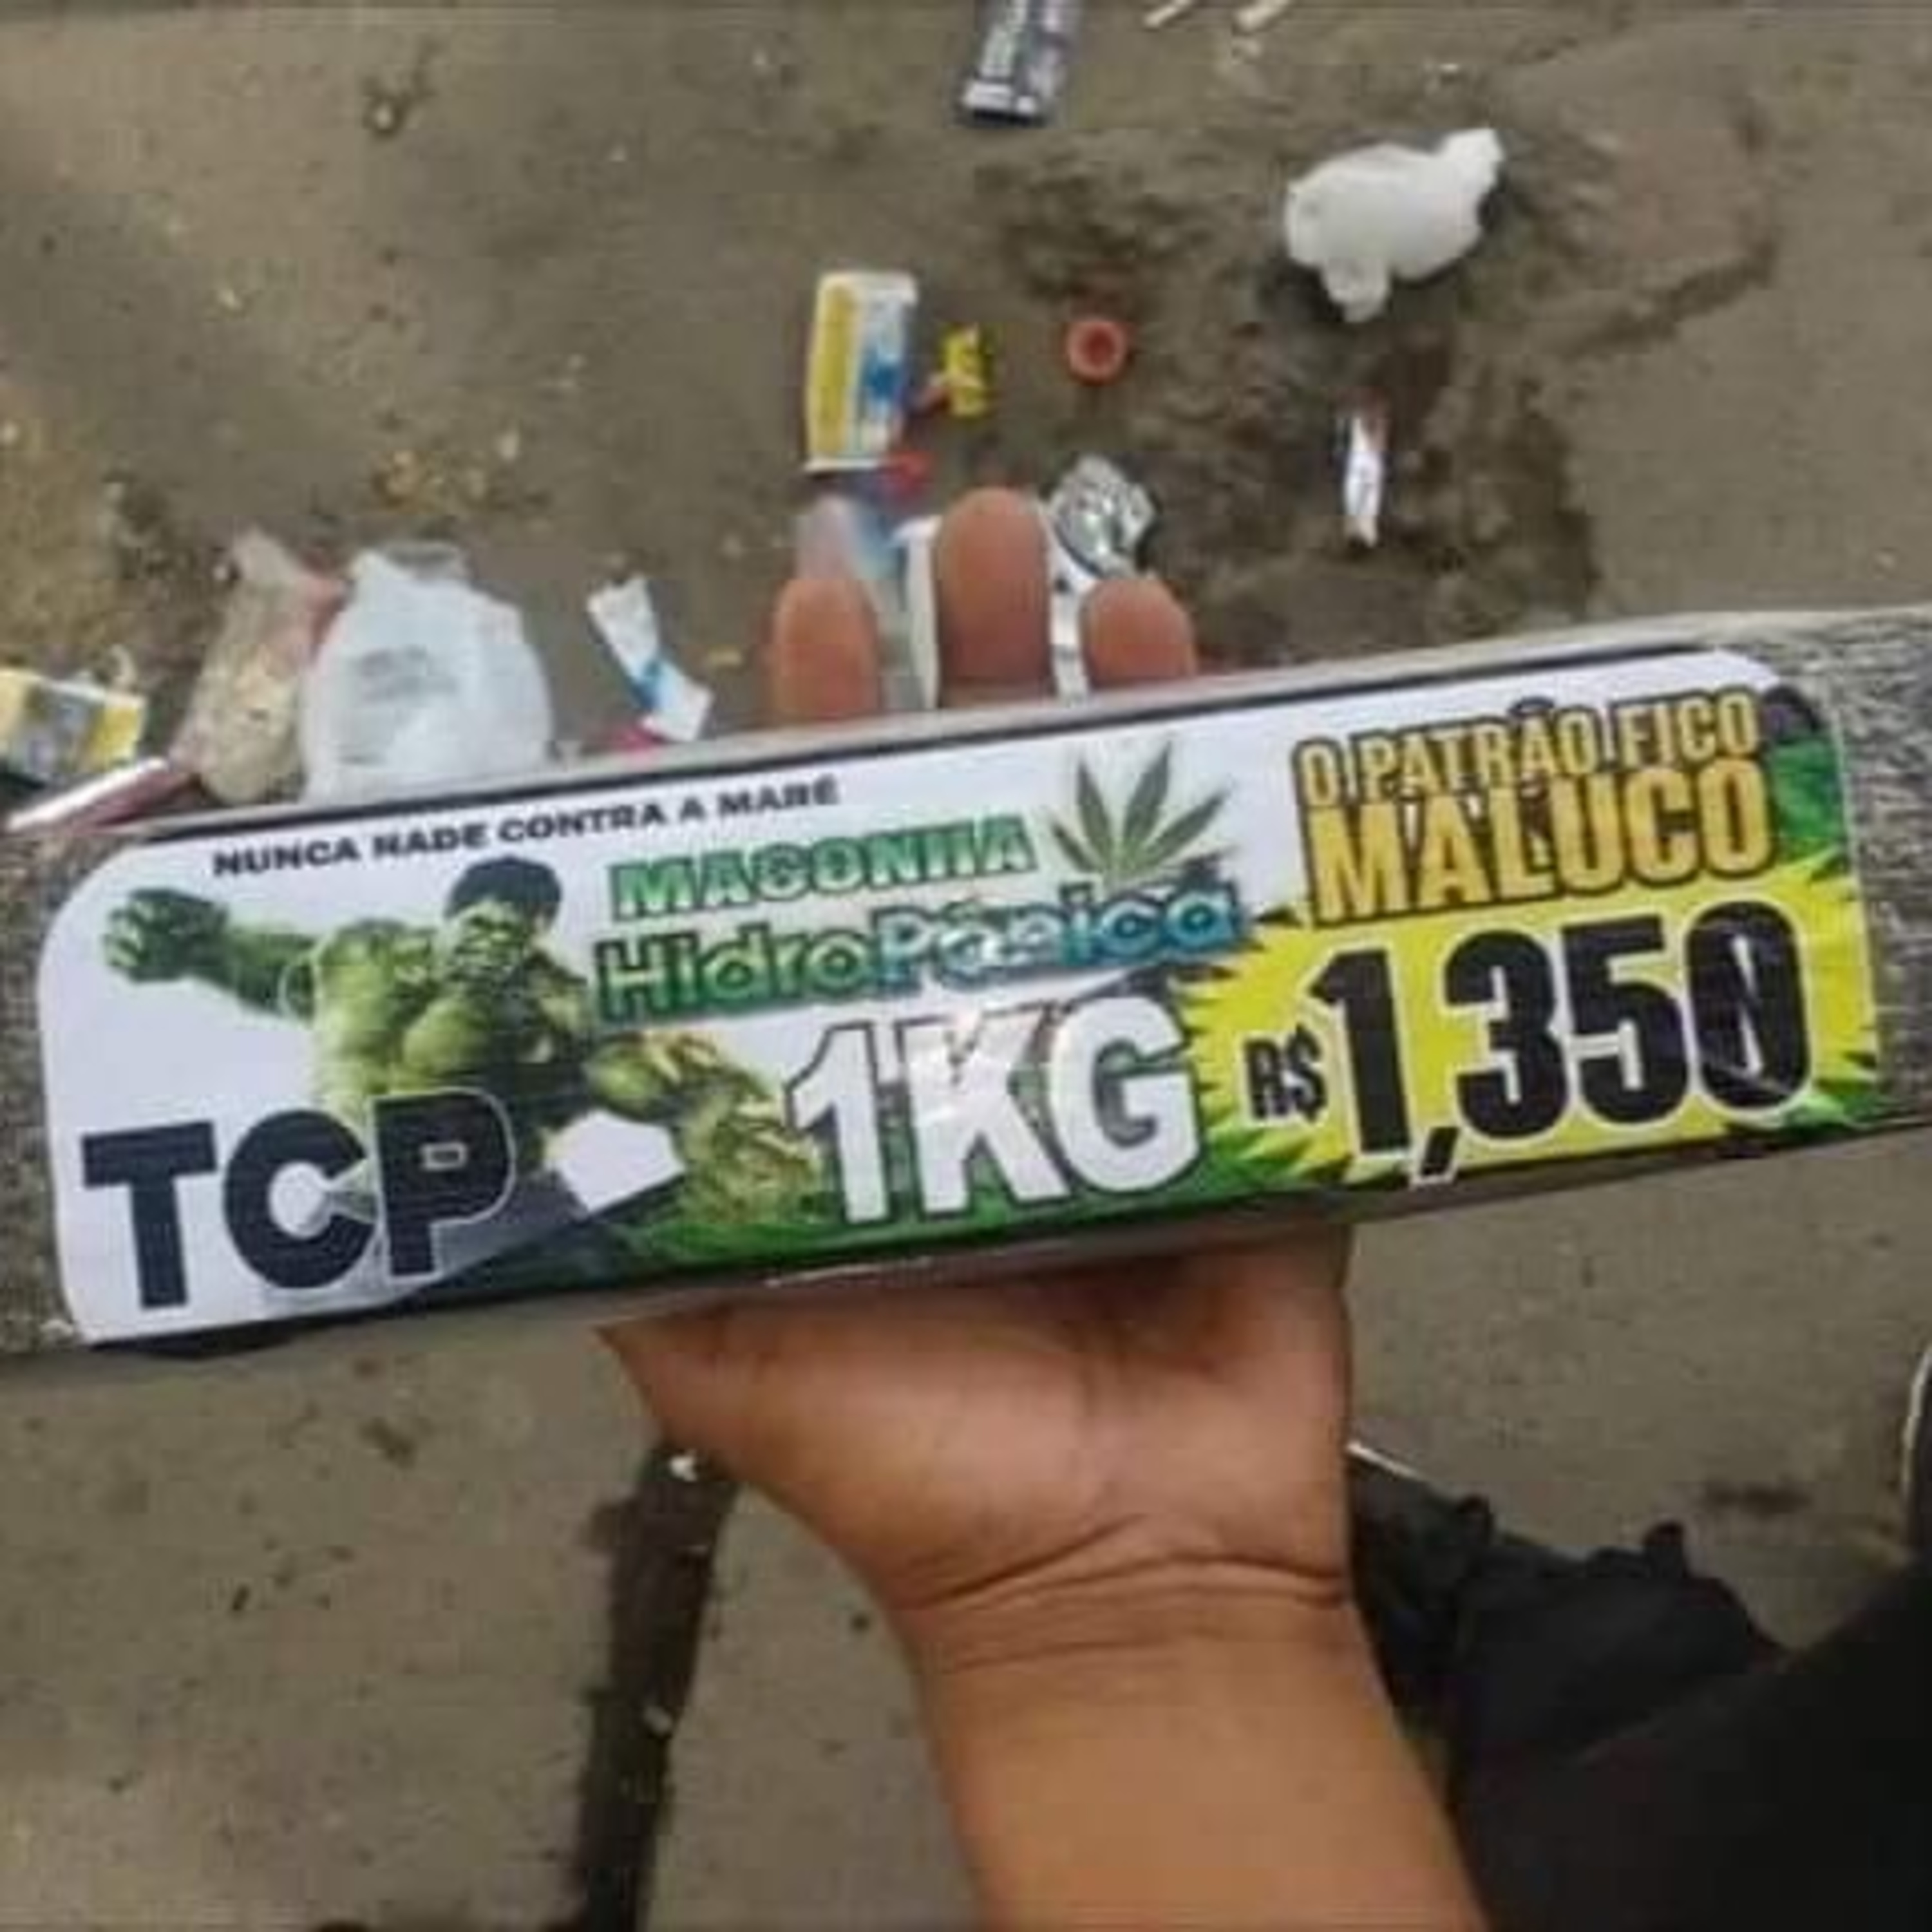 NUNCA NADE CONTRA A MARÉ
MACONHA
HidroPônica
1KG
TCP
O PATRÃO FICO
MALUCO
R$ 1,350